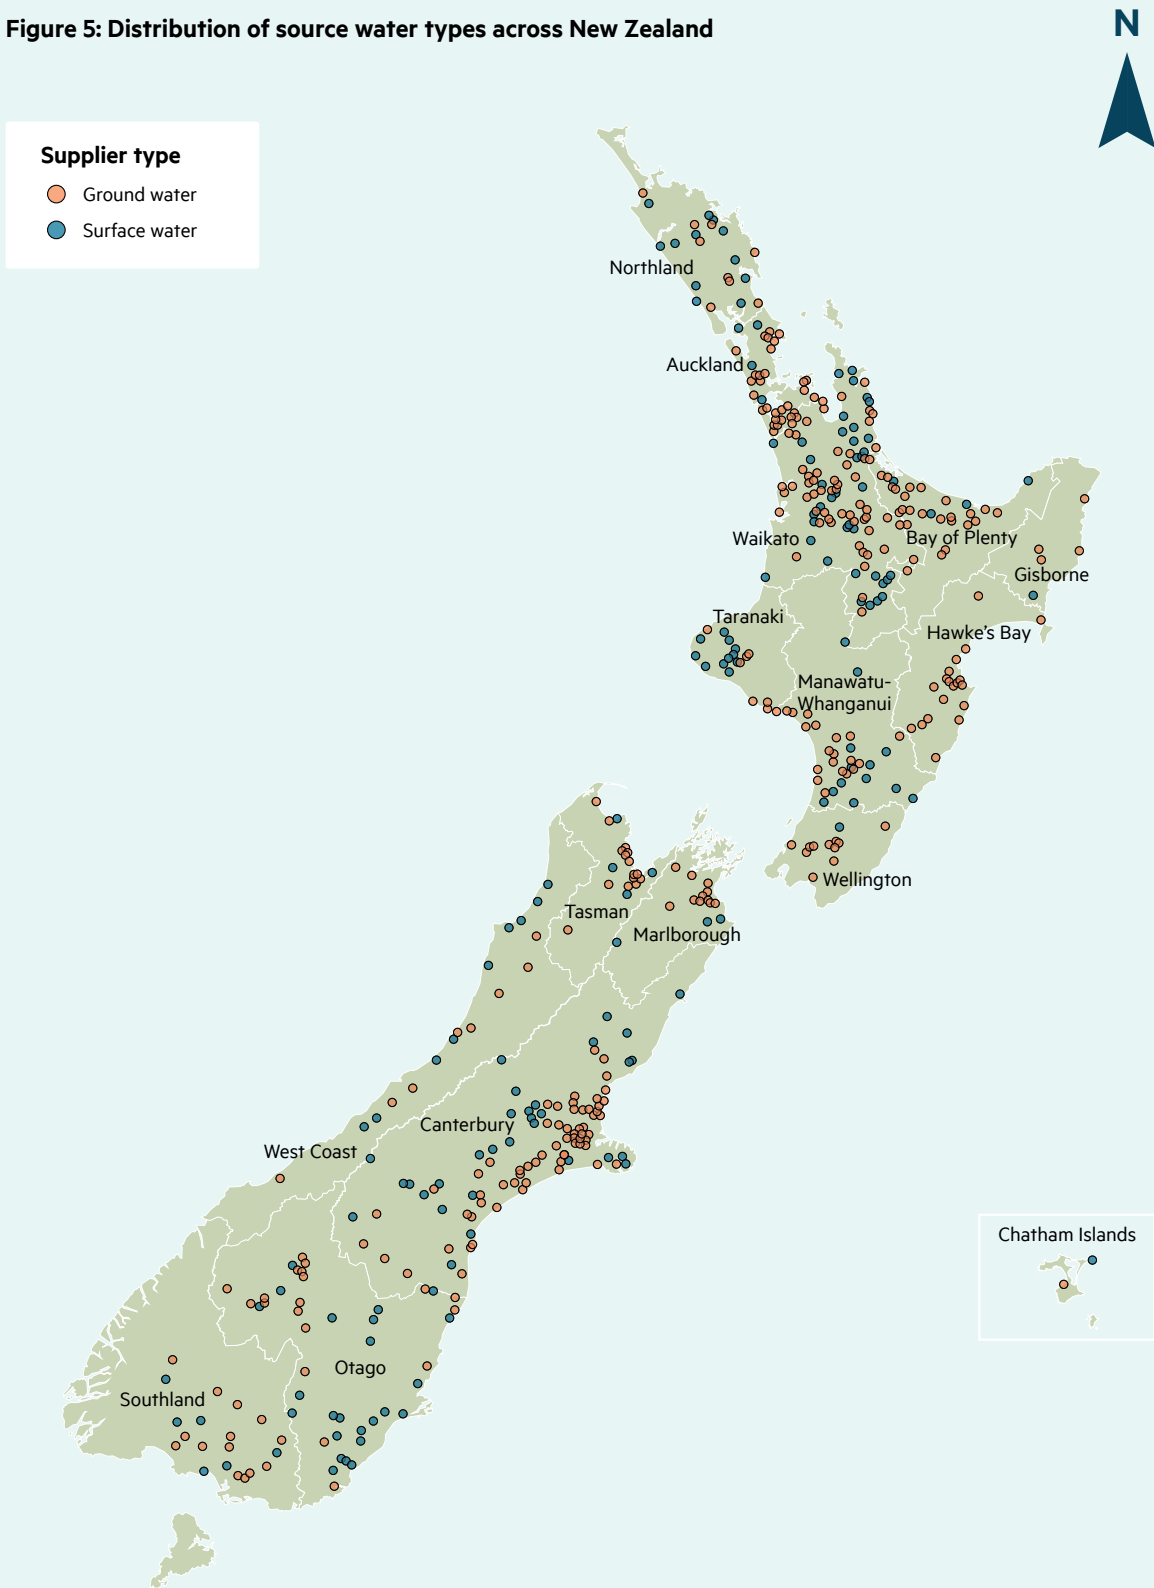 Figure 5: Distribution of source water types across New Zealand
N
Supplier type
Ground water
Surface water
Northland
Auckland
Waikato
Bay of Plenty
Gisborne
Taranaki
Hawke’s Bay
Manawatu-
Whanganui
Wellington
Tasman
Marlborough
Canterbury
West Coast
Chatham Islands
Otago
Southland